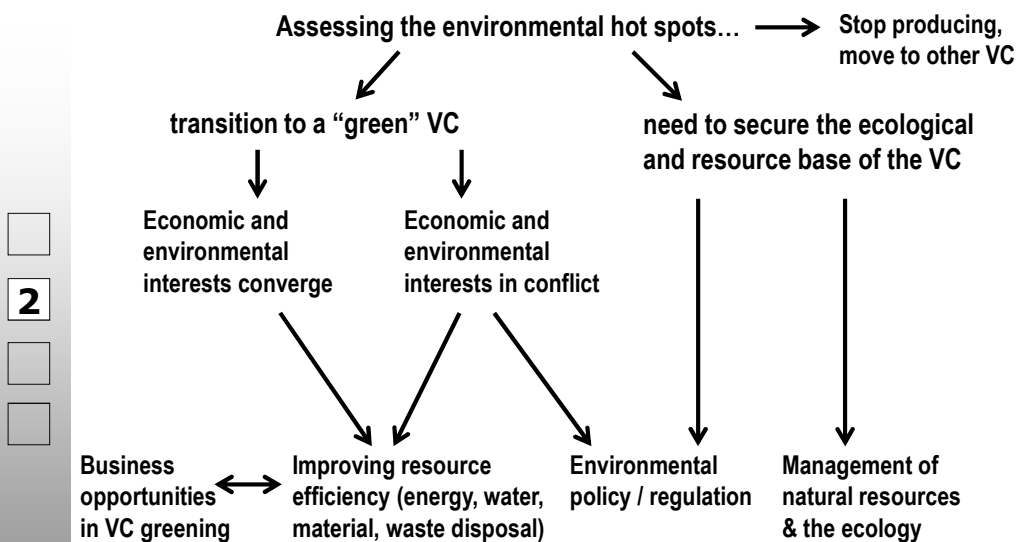 Assessing the environmental hot spots…
Stop producing,
move to other VC
transition to a “green” VC
need to secure the ecological
and resource base of the VC
Economic and
environmental
interests converge
Economic and
environmental
interests in conflict
2
Business
opportunities
in VC greening
Improving resource
efficiency (energy, water,
material, waste disposal)
Environmental
policy / regulation
Management of
natural resources
& the ecology